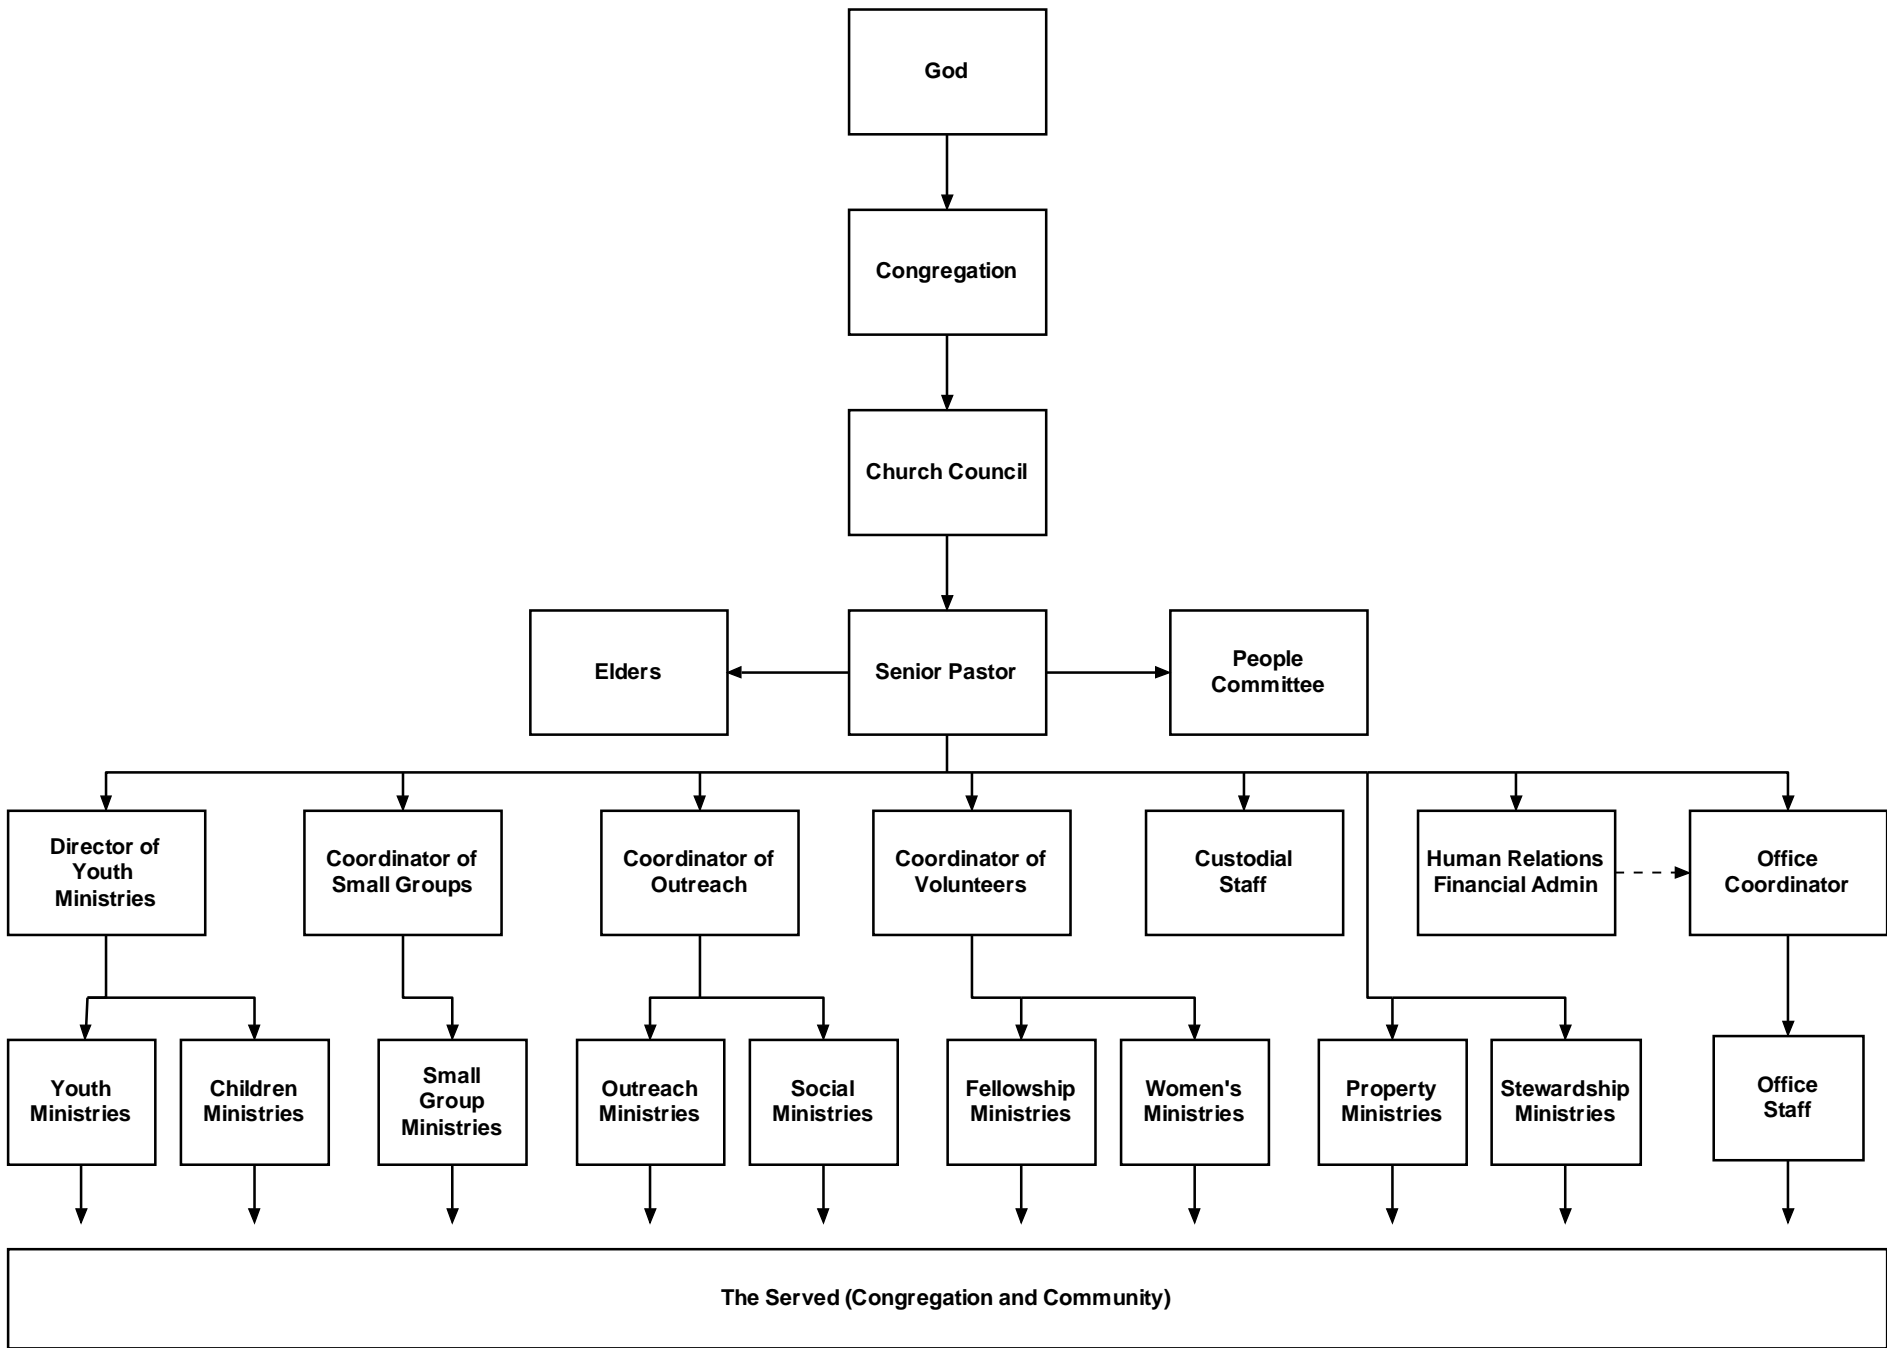 God
Congregation
Church Council
Elders
Senior Pastor
People
Committee
Director of
Youth
Ministries
Coordinator of
Small Groups
Coordinator of
Outreach
Coordinator of
Volunteers
Custodial
Staff
Human Relations
Financial Admin
Office
Coordinator
Youth
Ministries
Children
Ministries
Small
Group
Ministries
Outreach
Ministries
Social
Ministries
Fellowship
Ministries
Women's
Ministries
Property
Ministries
Stewardship
Ministries
Office
Staff
The Served (Congregation and Community)